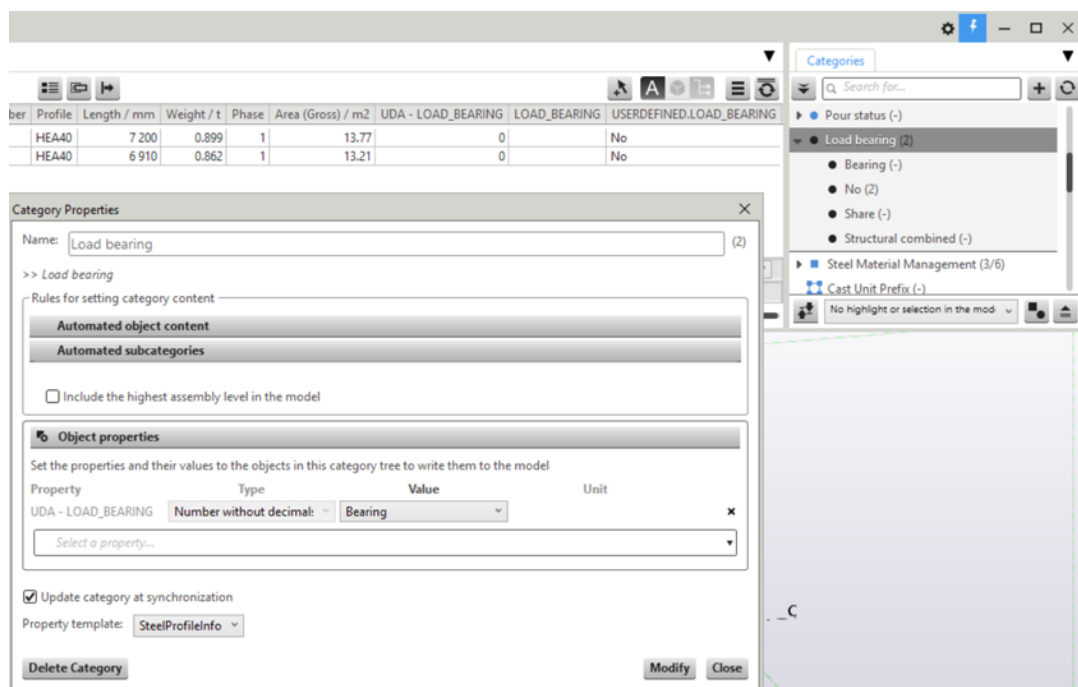 Categories
Search for...
ber Profile Length / mm Weight / t Phase Area (Gross) / m2 UDA - LOAD_BEARING LOAD_BEARING USERDEFINED.LOAD_BEARING
HEA40 7 200 0.899 1 13.77 0 No
HEA40 6 910 0.862 1 13.21 0 No
Pour status (-)
Load bearing (2)
Bearing (-)
No (2)
Share (-)
Structural combined (-)
Steel Material Management (3/6)
Cast Unit Prefix (-)
No highlight or selection in the mod
Category Properties
Name: Load bearing (2)
>> Load bearing
Rules for setting category content
Automated object content
Automated subcategories
Include the highest assembly level in the model
Object properties
Set the properties and their values to the objects in this category tree to write them to the model
Property Type Value Unit
UDA - LOAD_BEARING Number without decimal: Bearing
Select a property...
Update category at synchronization
Property template: SteelProfileInfo
Delete Category Modify Close
_C